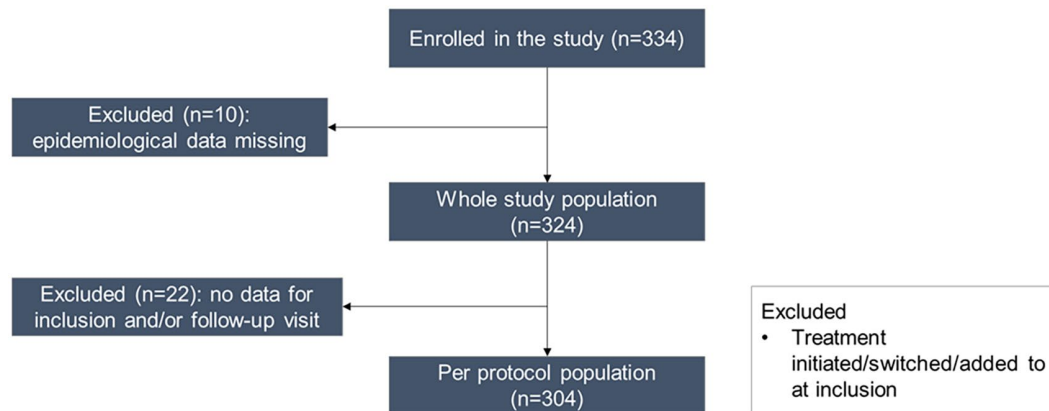 Enrolled in the study (n=334)
Excluded (n=10):
epidemiological data missing
Whole study population
(n=324)
Excluded (n=22): no data for
inclusion and/or follow-up visit
Per protocol population
(n=304)
Excluded
• Treatment
initiated/switched/added to
at inclusion